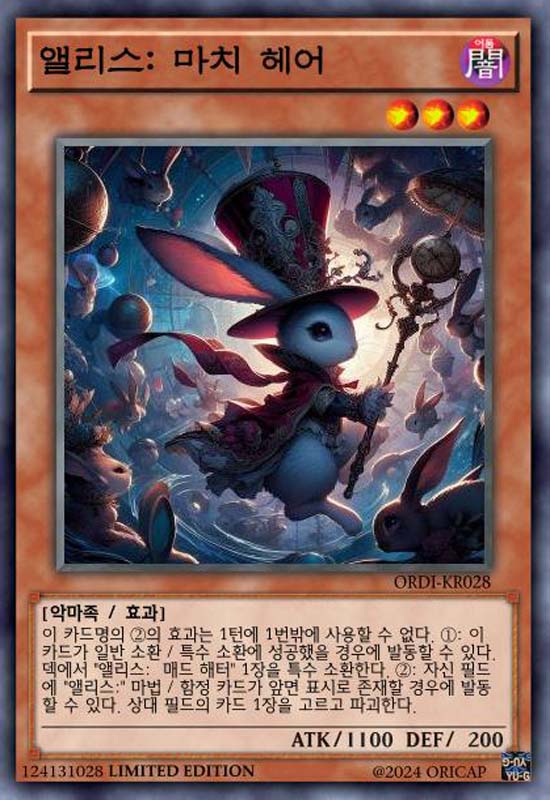 앨리스: 마치 헤어
어둠
闇
ORDI-KR028
[악마족 / 효과]
이 카드명의 ②의 효과는 1턴에 1번밖에 사용할 수 없다. ①: 이
카드가 일반 소환 / 특수 소환에 성공했을 경우에 발동할 수 있다.
덱에서 "앨리스: 매드 해터" 1장을 특수 소환한다. ②: 자신 필드
에 "앨리스:" 마법 / 함정 카드가 앞면 표시로 존재할 경우에 발동
할 수 있다. 상대 필드의 카드 1장을 고르고 파괴한다.
ATK/1100 DEF/ 200
124131028 LIMITED EDITION ©2024 ORICAP
YU-G